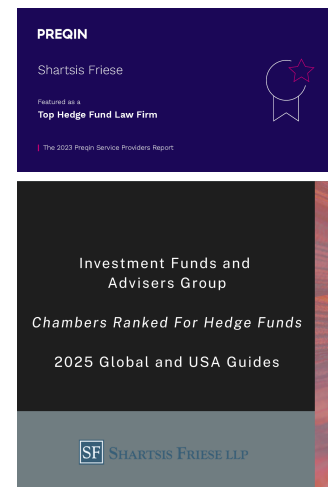 PREQIN
Shartsis Friese
Featured as a
Top Hedge Fund Law Firm
The 2023 Preqin Service Providers Report
Investment Funds and
Advisers Group
Chambers Ranked For Hedge Funds
2025 Global and USA Guides
SF SHARTSIS FRIESE LLP